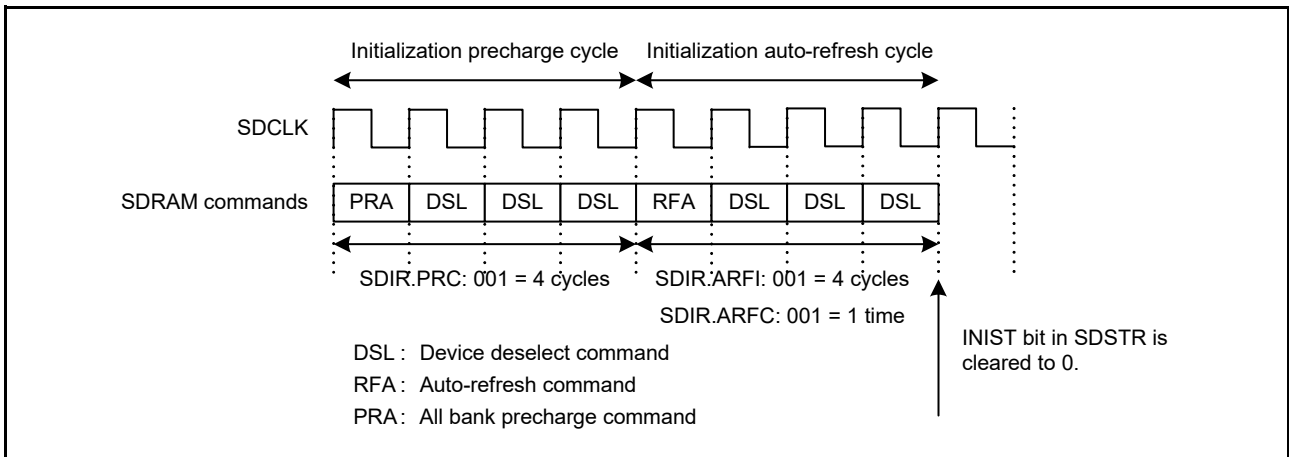 Initialization precharge cycle Initialization auto-refresh cycle
SDCLK
SDRAM commands PRA DSL DSL DSL RFA DSL DSL DSL
SDIR.PRC: 001 = 4 cycles SDIR.ARFI: 001 = 4 cycles
SDIR.ARFC: 001 = 1 time
INIST bit in SDSTR is
cleared to 0.
DSL : Device deselect command
RFA : Auto-refresh command
PRA : All bank precharge command